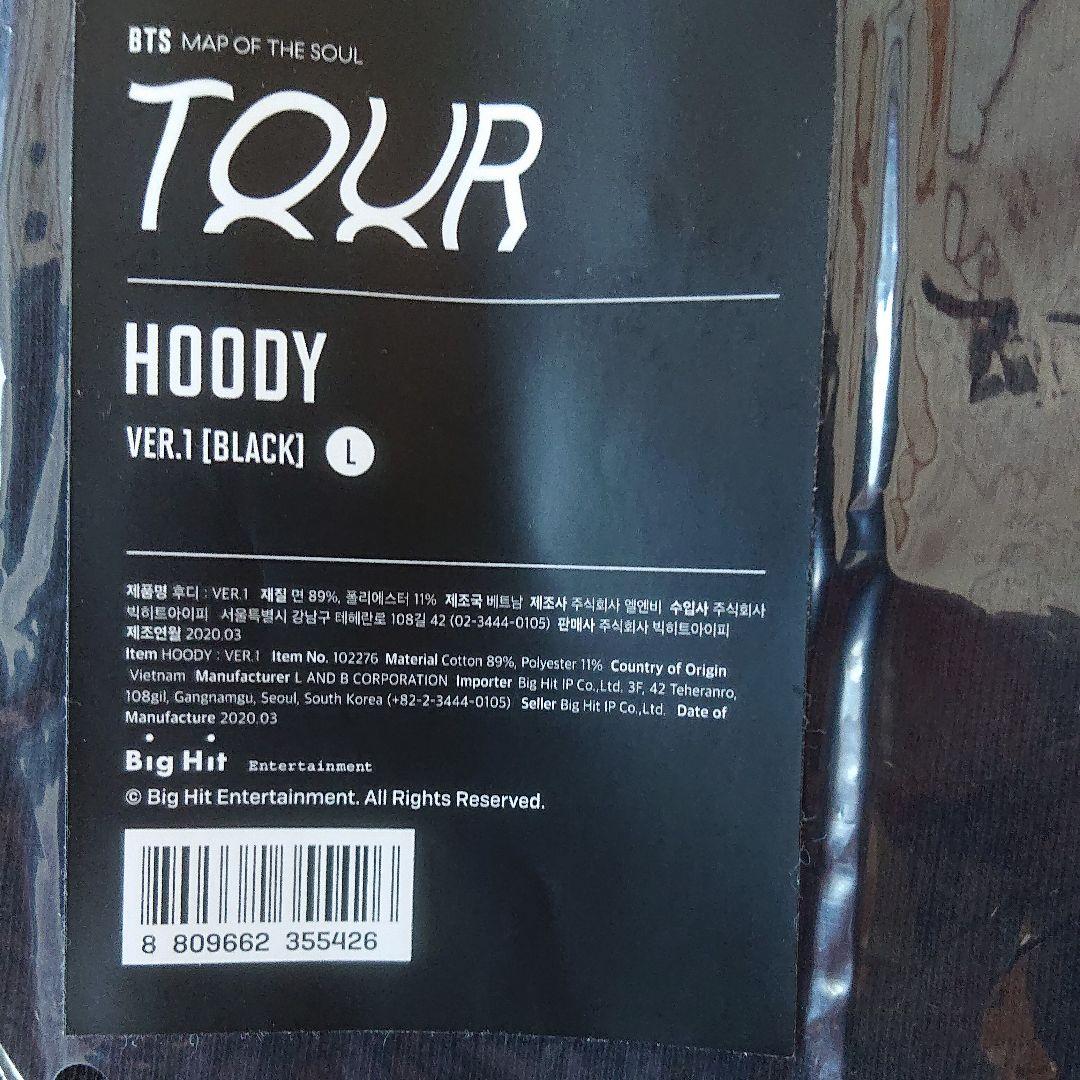 BTS MAP OF THE SOUL
TOUR
HOODY
VER.1 [BLACK] L
제품명 후디 : VER.1 재질 면 89%, 폴리에스터 11% 제조국 베트남 제조사 주식회사 엘엔비 수입사 주식회사
빅히트아이피 서울특별시 강남구 테헤란로 108길 42 (02-3444-0105) 판매사 주식회사 빅히트아이피
제조연월 2020.03
Item HOODY : VER.1 Item No. 102276 Material Cotton 89%, Polyester 11% Country of Origin
Vietnam Manufacturer L AND B CORPORATION Importer Big Hit IP Co.,Ltd. 3F, 42 Teheranro,
108gil, Gangnamgu, Seoul, South Korea (+82-2-3444-0105) Seller Big Hit IP Co.,Ltd. Date of
Manufacture 2020.03
Big Hit Entertainment
© Big Hit Entertainment. All Rights Reserved.
8 809662 355426